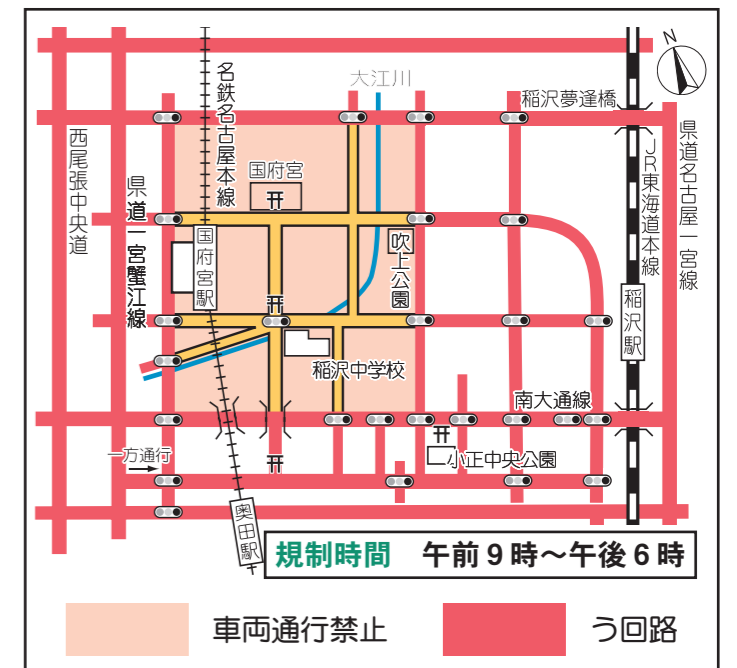 N
大江川
稲沢夢逢橋
名鉄名古屋本線
西尾張中央道
県道一宮蟹江線
国府宮
国府宮駅
吹上公園
JR東海道本線
県道名古屋一宮線
稲沢駅
稲沢中学校
南大通線
一方通行
小正中央公園
奥田駅
規制時間 午前9時～午後6時
車両通行禁止
う回路